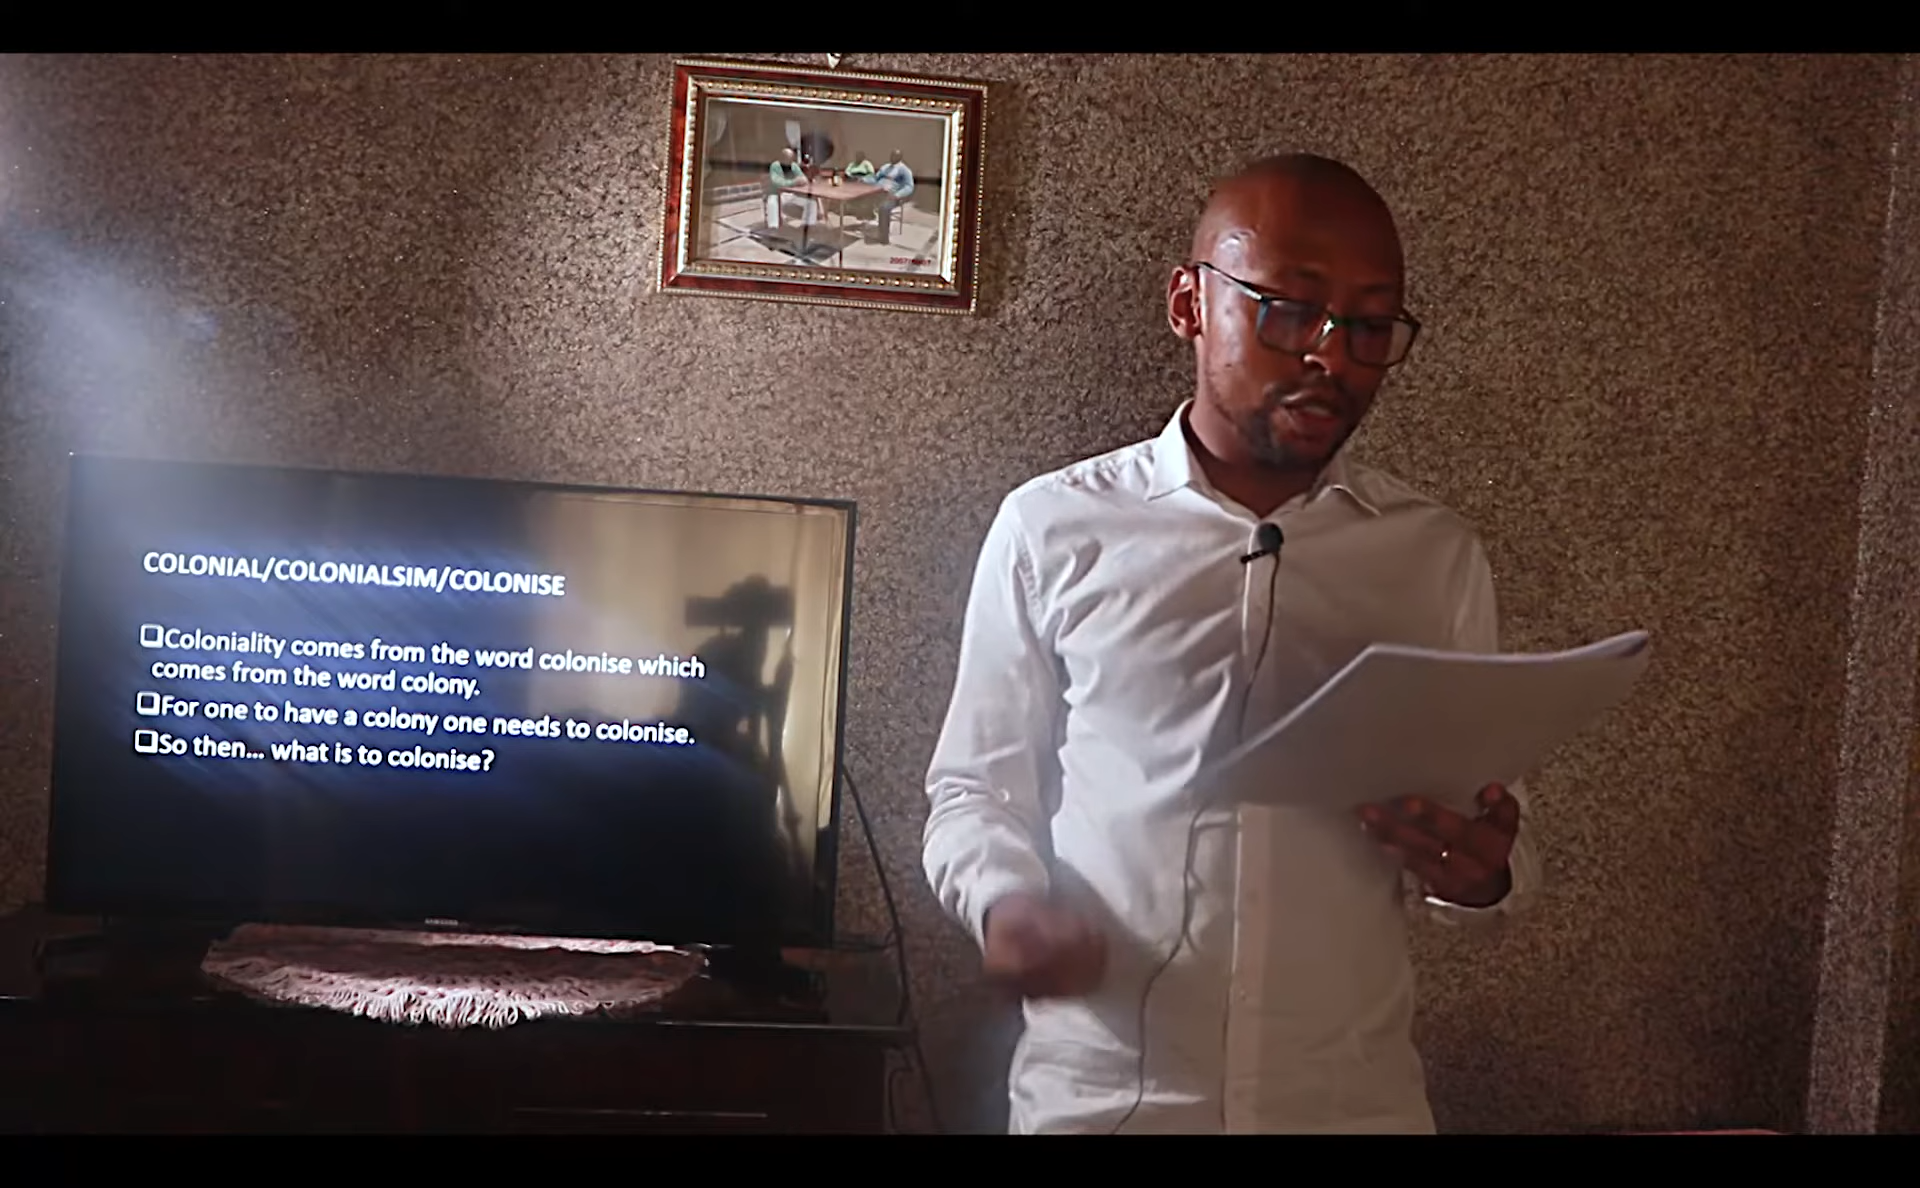 COLONIAL/COLONIALSIM/COLONISE
❑Coloniality comes from the word colonise which
comes from the word colony.
❑For one to have a colony one needs to colonise.
❑So then... what is to colonise?
SAMSUNG